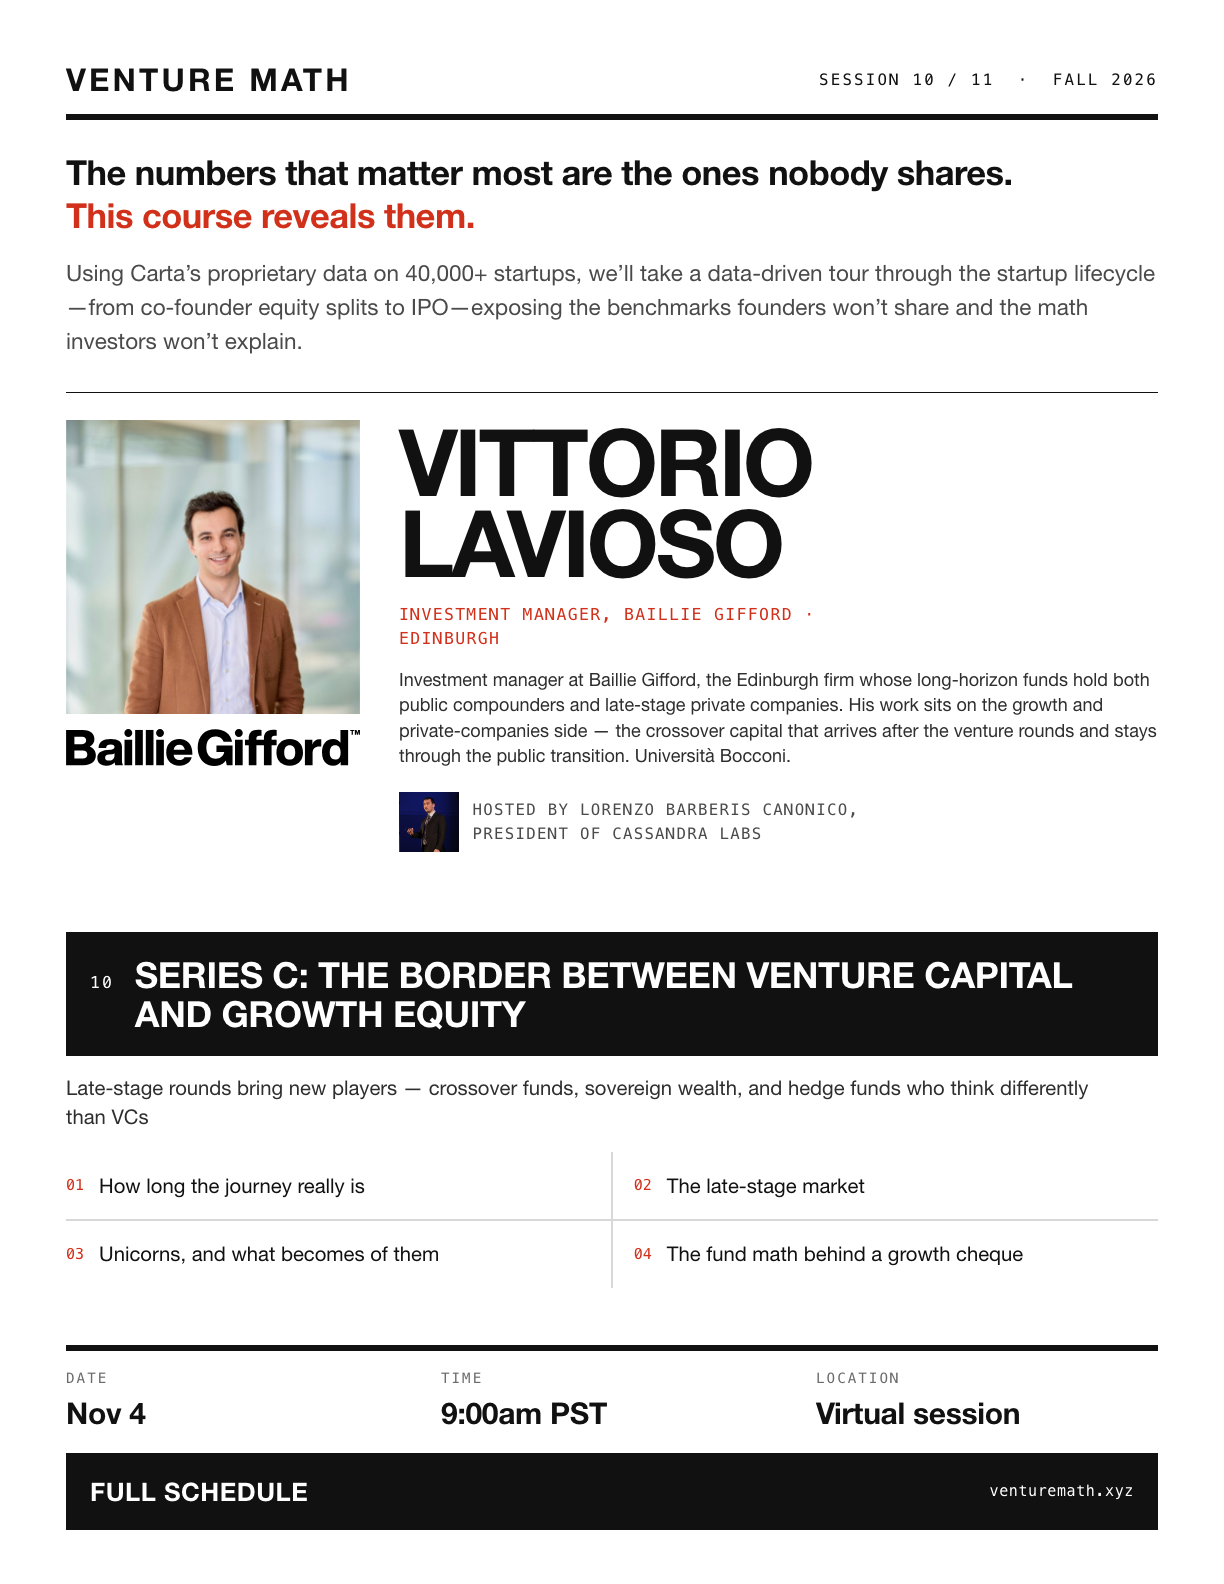 VENTURE MATH
SESSION 10 / 11 · FALL 2026
The numbers that matter most are the ones nobody shares.
This course reveals them.
Using Carta’s proprietary data on 40,000+ startups, we’ll take a data-driven tour through the startup lifecycle
—from co-founder equity splits to IPO—exposing the benchmarks founders won’t share and the math
investors won’t explain.
VITTORIO
LAVIOSO
INVESTMENT MANAGER, BAILLIE GIFFORD ·
EDINBURGH
Investment manager at Baillie Gifford, the Edinburgh firm whose long-horizon funds hold both
public compounders and late-stage private companies. His work sits on the growth and
private-companies side — the crossover capital that arrives after the venture rounds and stays
through the public transition. Università Bocconi.
Baillie Gifford™
HOSTED BY LORENZO BARBERIS CANONICO,
PRESIDENT OF CASSANDRA LABS
10 SERIES C: THE BORDER BETWEEN VENTURE CAPITAL
AND GROWTH EQUITY
Late-stage rounds bring new players — crossover funds, sovereign wealth, and hedge funds who think differently
than VCs
01 How long the journey really is
02 The late-stage market
03 Unicorns, and what becomes of them
04 The fund math behind a growth cheque
DATE
Nov 4
TIME
9:00am PST
LOCATION
Virtual session
FULL SCHEDULE
venturemath.xyz